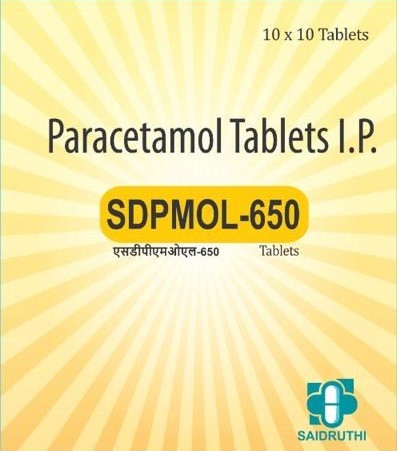 10 x 10 Tablets
Paracetamol Tablets I.P.
SDPMOL-650
एसडीपीएमओएल-650 Tablets
SAIDRUTHI